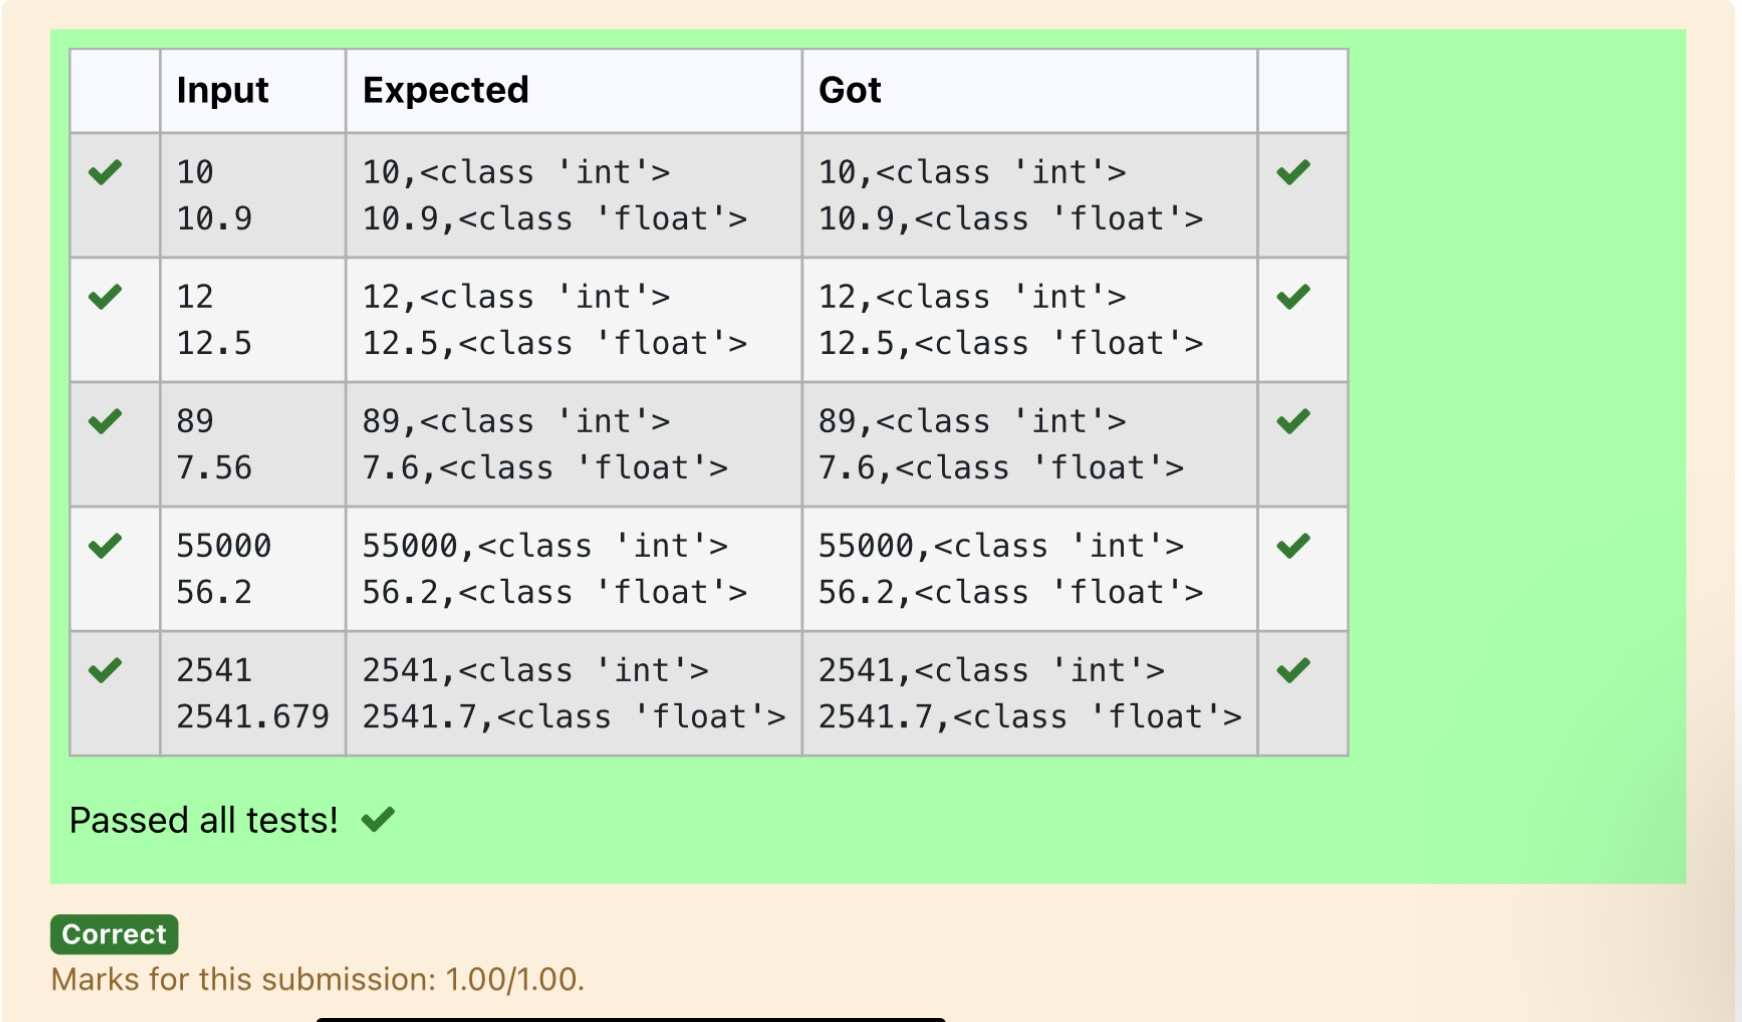 Input Expected Got
10 10,<class 'int'> 10,<class 'int'>
10.9 10.9,<class 'float'> 10.9,<class 'float'>
12 12,<class 'int'> 12,<class 'int'>
12.5 12.5,<class 'float'> 12.5,<class 'float'>
89 89,<class 'int'> 89,<class 'int'>
7.56 7.6,<class 'float'> 7.6,<class 'float'>
55000 55000,<class 'int'> 55000,<class 'int'>
56.2 56.2,<class 'float'> 56.2,<class 'float'>
2541 2541,<class 'int'> 2541,<class 'int'>
2541.679 2541.7,<class 'float'> 2541.7,<class 'float'>
Passed all tests!
Correct
Marks for this submission: 1.00/1.00.